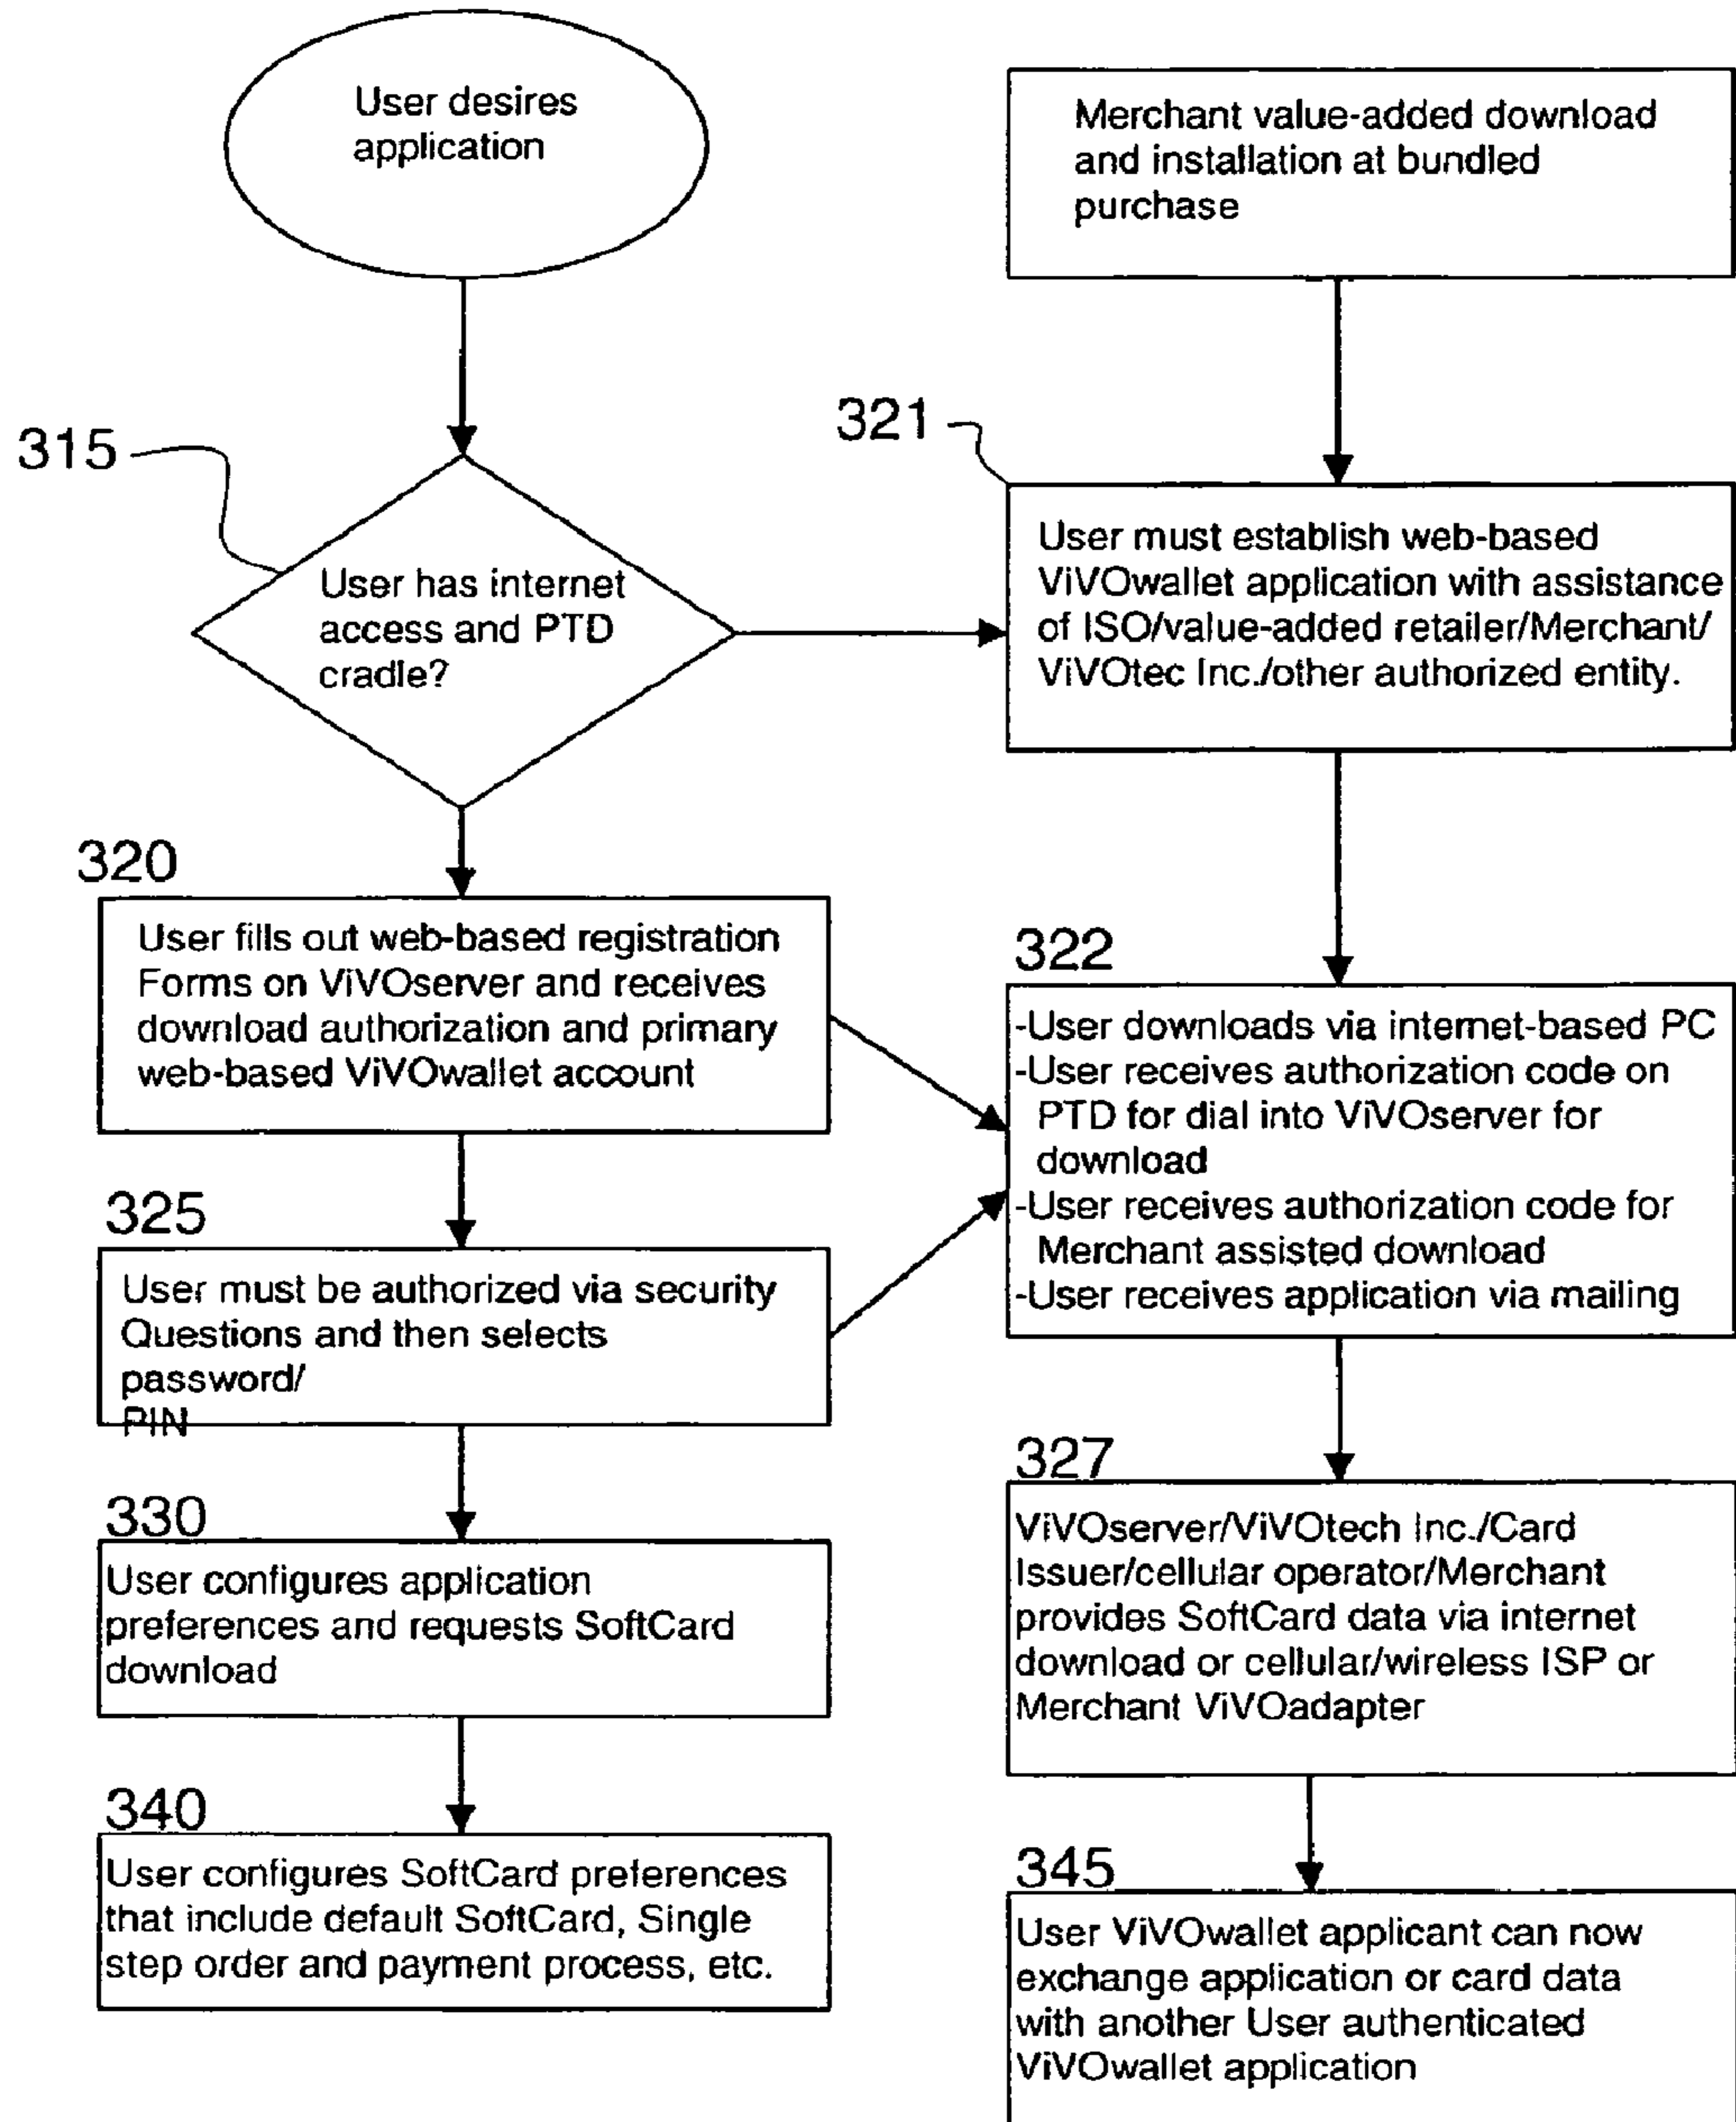 User desires
application
Merchant value-added download
and installation at bundled
purchase
315
User has internet
access and PTD
cradle?
321
User must establish web-based
ViVOwallet application with assistance
of ISO/value-added retailer/Merchant/
ViVOtec Inc./other authorized entity.
320
User fills out web-based registration
Forms on ViVOserver and receives
download authorization and primary
web-based ViVOwallet account
322
-User downloads via internet-based PC
-User receives authorization code on
PTD for dial into ViVOserver for
download
-User receives authorization code for
Merchant assisted download
-User receives application via mailing
325
User must be authorized via security
Questions and then selects
password/
PIN
327
ViVOserver/ViVOtech Inc./Card
Issuer/cellular operator/Merchant
provides SoftCard data via internet
download or cellular/wireless ISP or
Merchant ViVOadapter
330
User configures application
preferences and requests SoftCard
download
340
User configures SoftCard preferences
that include default SoftCard, Single
step order and payment process, etc.
345
User ViVOwallet applicant can now
exchange application or card data
with another User authenticated
ViVOwallet application